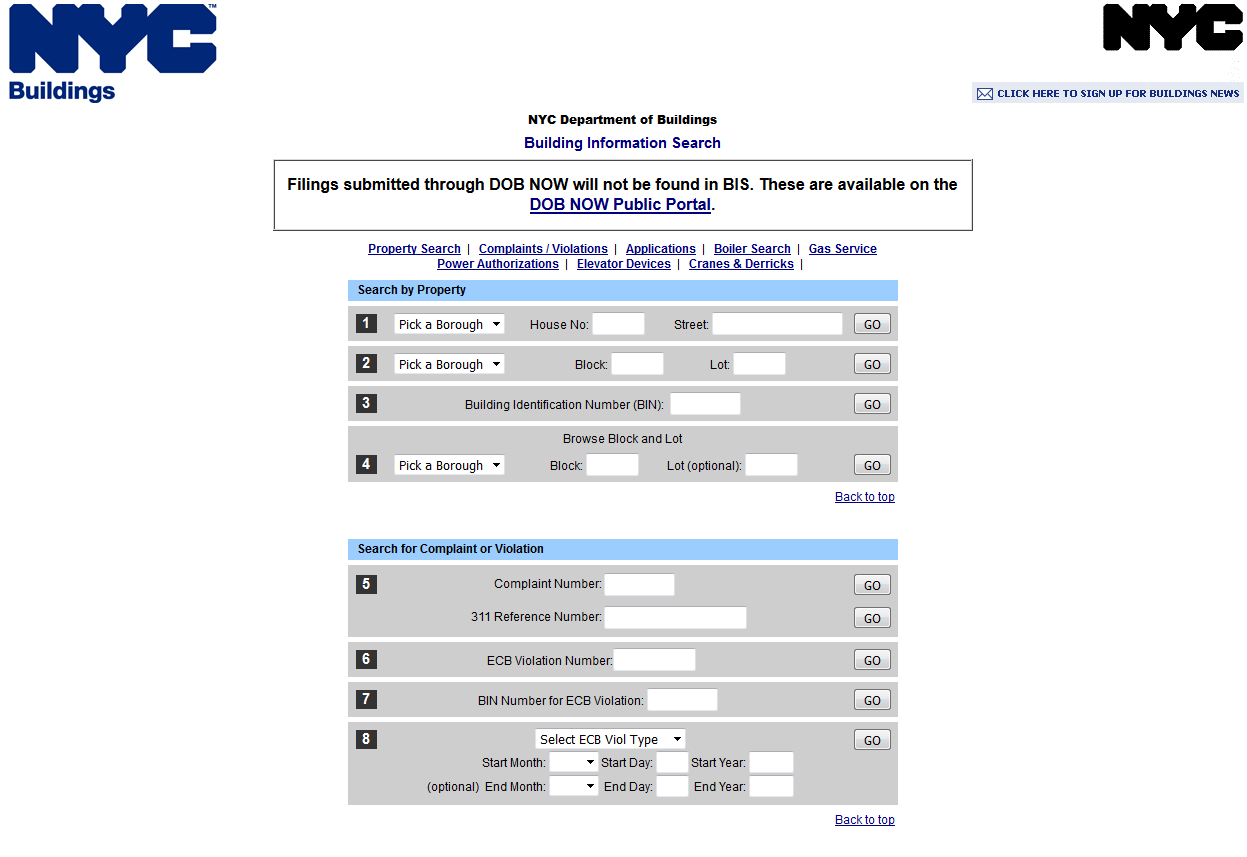 NYC™ NYC
Buildings
CLICK HERE TO SIGN UP FOR BUILDINGS NEWS
NYC Department of Buildings
Building Information Search
Filings submitted through DOB NOW will not be found in BIS. These are available on the
DOB NOW Public Portal.
Property Search | Complaints / Violations | Applications | Boiler Search | Gas Service
Power Authorizations | Elevator Devices | Cranes & Derricks |
Search by Property
1 Pick a Borough House No: Street: GO
2 Pick a Borough Block: Lot: GO
3 Building Identification Number (BIN): GO
Browse Block and Lot
4 Pick a Borough Block: Lot (optional): GO
Back to top
Search for Complaint or Violation
5 Complaint Number: GO
311 Reference Number: GO
6 ECB Violation Number: GO
7 BIN Number for ECB Violation: GO
8 Select ECB Viol Type GO
Start Month: Start Day: Start Year:
(optional) End Month: End Day: End Year:
Back to top